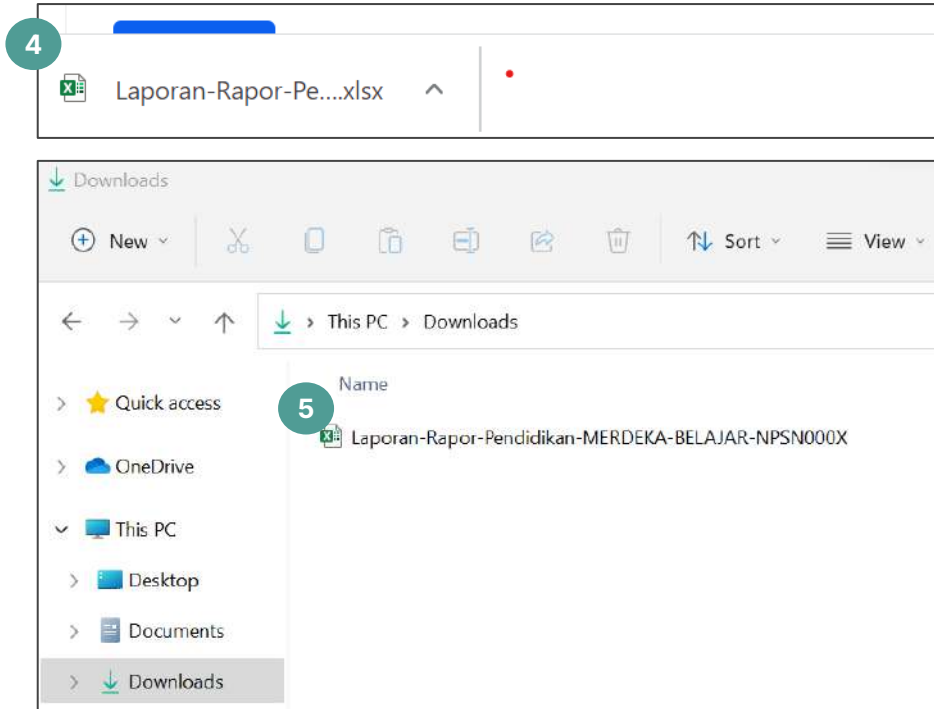 4
Laporan-Rapor-Pe....xlsx
Downloads
New
Sort
View
This PC > Downloads
Name
Quick access
5
Laporan-Rapor-Pendidikan-MERDEKA-BELAJAR-NPSN000X
OneDrive
This PC
Desktop
Documents
Downloads